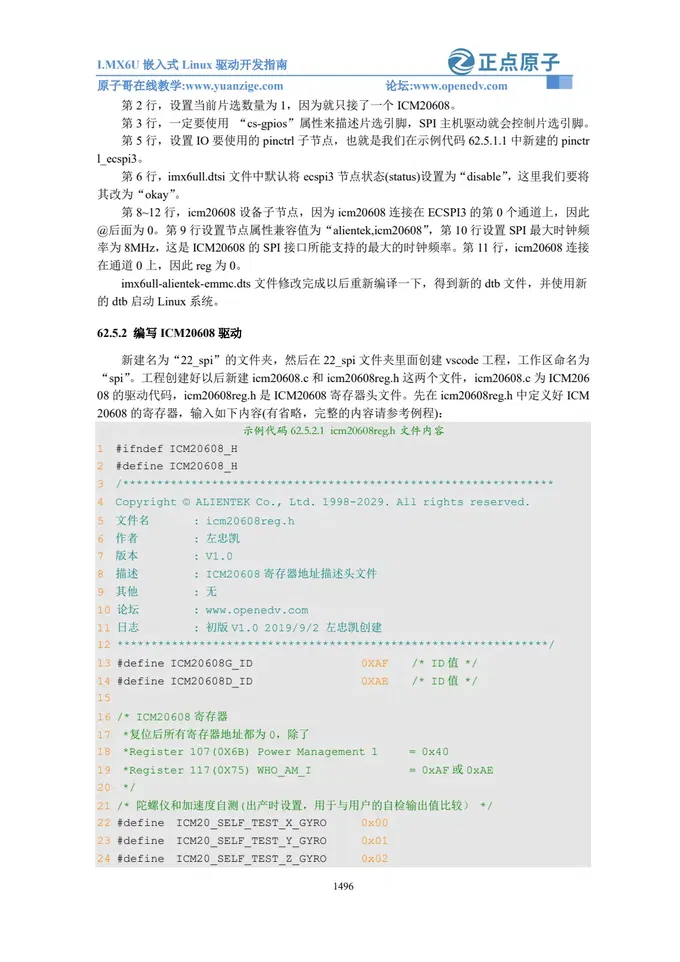 I.MX6U 嵌入式 Linux 驱动开发指南
正点原子
原子哥在线教学:www.yuanzige.com 论坛:www.openedv.com
第 2 行，设置当前片选数量为 1，因为就只接了一个 ICM20608。
第 3 行，一定要使用 “cs-gpios”属性来描述片选引脚，SPI 主机驱动就会控制片选引脚。
第 5 行，设置 IO 要使用的 pinctrl 子节点，也就是我们在示例代码 62.5.1.1 中新建的 pinctr
l_ecspi3。
第 6 行，imx6ull.dtsi 文件中默认将 ecspi3 节点状态(status)设置为“disable”，这里我们要将
其改为“okay”。
第 8~12 行，icm20608 设备子节点，因为 icm20608 连接在 ECSPI3 的第 0 个通道上，因此
@后面为 0。第 9 行设置节点属性兼容值为“alientek,icm20608”，第 10 行设置 SPI 最大时钟频
率为 8MHz，这是 ICM20608 的 SPI 接口所能支持的最大的时钟频率。第 11 行，icm20608 连接
在通道 0 上，因此 reg 为 0。
imx6ull-alientek-emmc.dts 文件修改完成以后重新编译一下，得到新的 dtb 文件，并使用新
的 dtb 启动 Linux 系统。
62.5.2 编写 ICM20608 驱动
新建名为“22_spi”的文件夹，然后在 22_spi 文件夹里面创建 vscode 工程，工作区命名为
“spi”。工程创建好以后新建 icm20608.c 和 icm20608reg.h 这两个文件，icm20608.c 为 ICM206
08 的驱动代码，icm20608reg.h 是 ICM20608 寄存器头文件。先在 icm20608reg.h 中定义好 ICM
20608 的寄存器，输入如下内容(有省略，完整的内容请参考例程)：
示例代码 62.5.2.1 icm20608reg.h 文件内容
1 #ifndef ICM20608_H
2 #define ICM20608_H
3 /***************************************************************
4 Copyright © ALIENTEK Co., Ltd. 1998-2029. All rights reserved.
5 文件名 : icm20608reg.h
6 作者 : 左忠凯
7 版本 : V1.0
8 描述 : ICM20608 寄存器地址描述头文件
9 其他 : 无
10 论坛 : www.openedv.com
11 日志 : 初版 V1.0 2019/9/2 左忠凯创建
12 ***************************************************************/
13 #define ICM20608G_ID 0XAF /* ID 值 */
14 #define ICM20608D_ID 0XAE /* ID 值 */
15
16 /* ICM20608 寄存器
17 *复位后所有寄存器地址都为 0，除了
18 *Register 107(0X6B) Power Management 1 = 0x40
19 *Register 117(0X75) WHO_AM_I = 0xAF 或 0xAE
20 */
21 /* 陀螺仪和加速度自测(出产时设置，用于与用户的自检输出值比较） */
22 #define ICM20_SELF_TEST_X_GYRO 0x00
23 #define ICM20_SELF_TEST_Y_GYRO 0x01
24 #define ICM20_SELF_TEST_Z_GYRO 0x02
1496